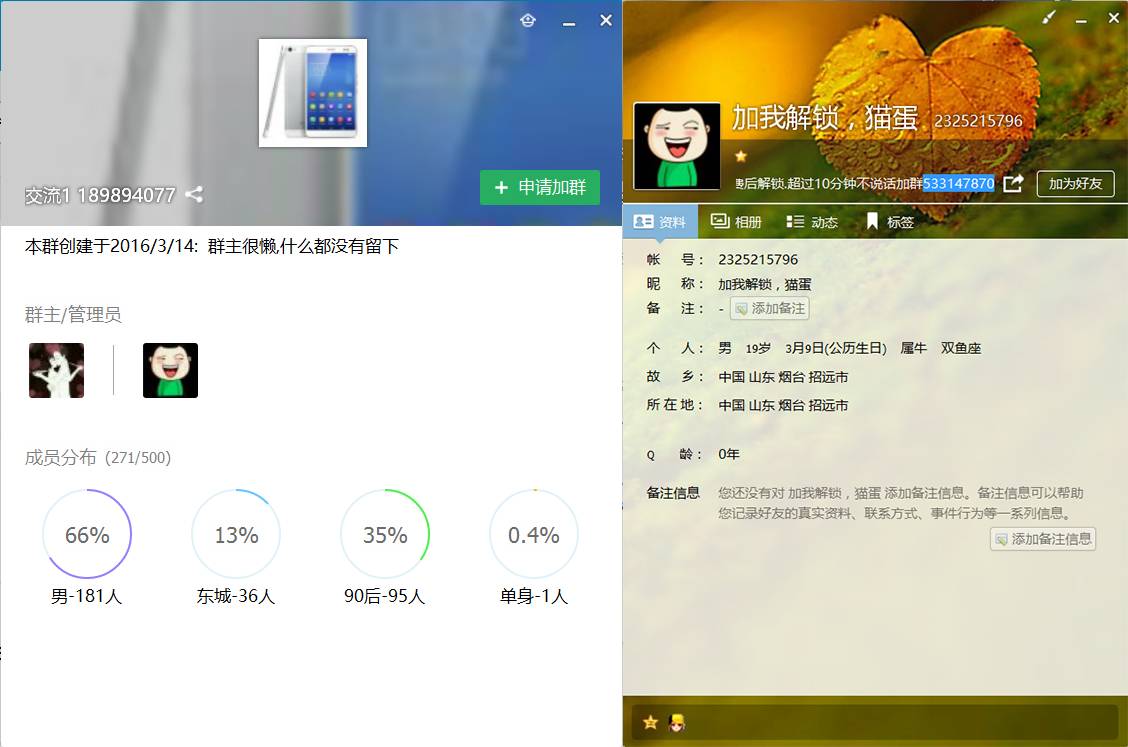 交流1 189894077
申请加群
本群创建于2016/3/14: 群主很懒,什么都没有留下
群主/管理员
成员分布 (271/500)
66% 13% 35% 0.4%
男-181人 东城-36人 90后-95人 单身-1人
加我解锁，猫蛋 2325215796
后解锁.超过10分钟不说话加群533147870
加为好友
资料 相册 动态 标签
帐 号： 2325215796
昵 称： 加我解锁，猫蛋
备 注： - 添加备注
个 人： 男 19岁 3月9日(公历生日) 属牛 双鱼座
故 乡： 中国 山东 烟台 招远市
所在地： 中国 山东 烟台 招远市
Q 龄： 0年
备注信息 您还没有对 加我解锁，猫蛋 添加备注信息。备注信息可以帮助
您记录好友的真实资料、联系方式、事件行为等一系列信息。
添加备注信息